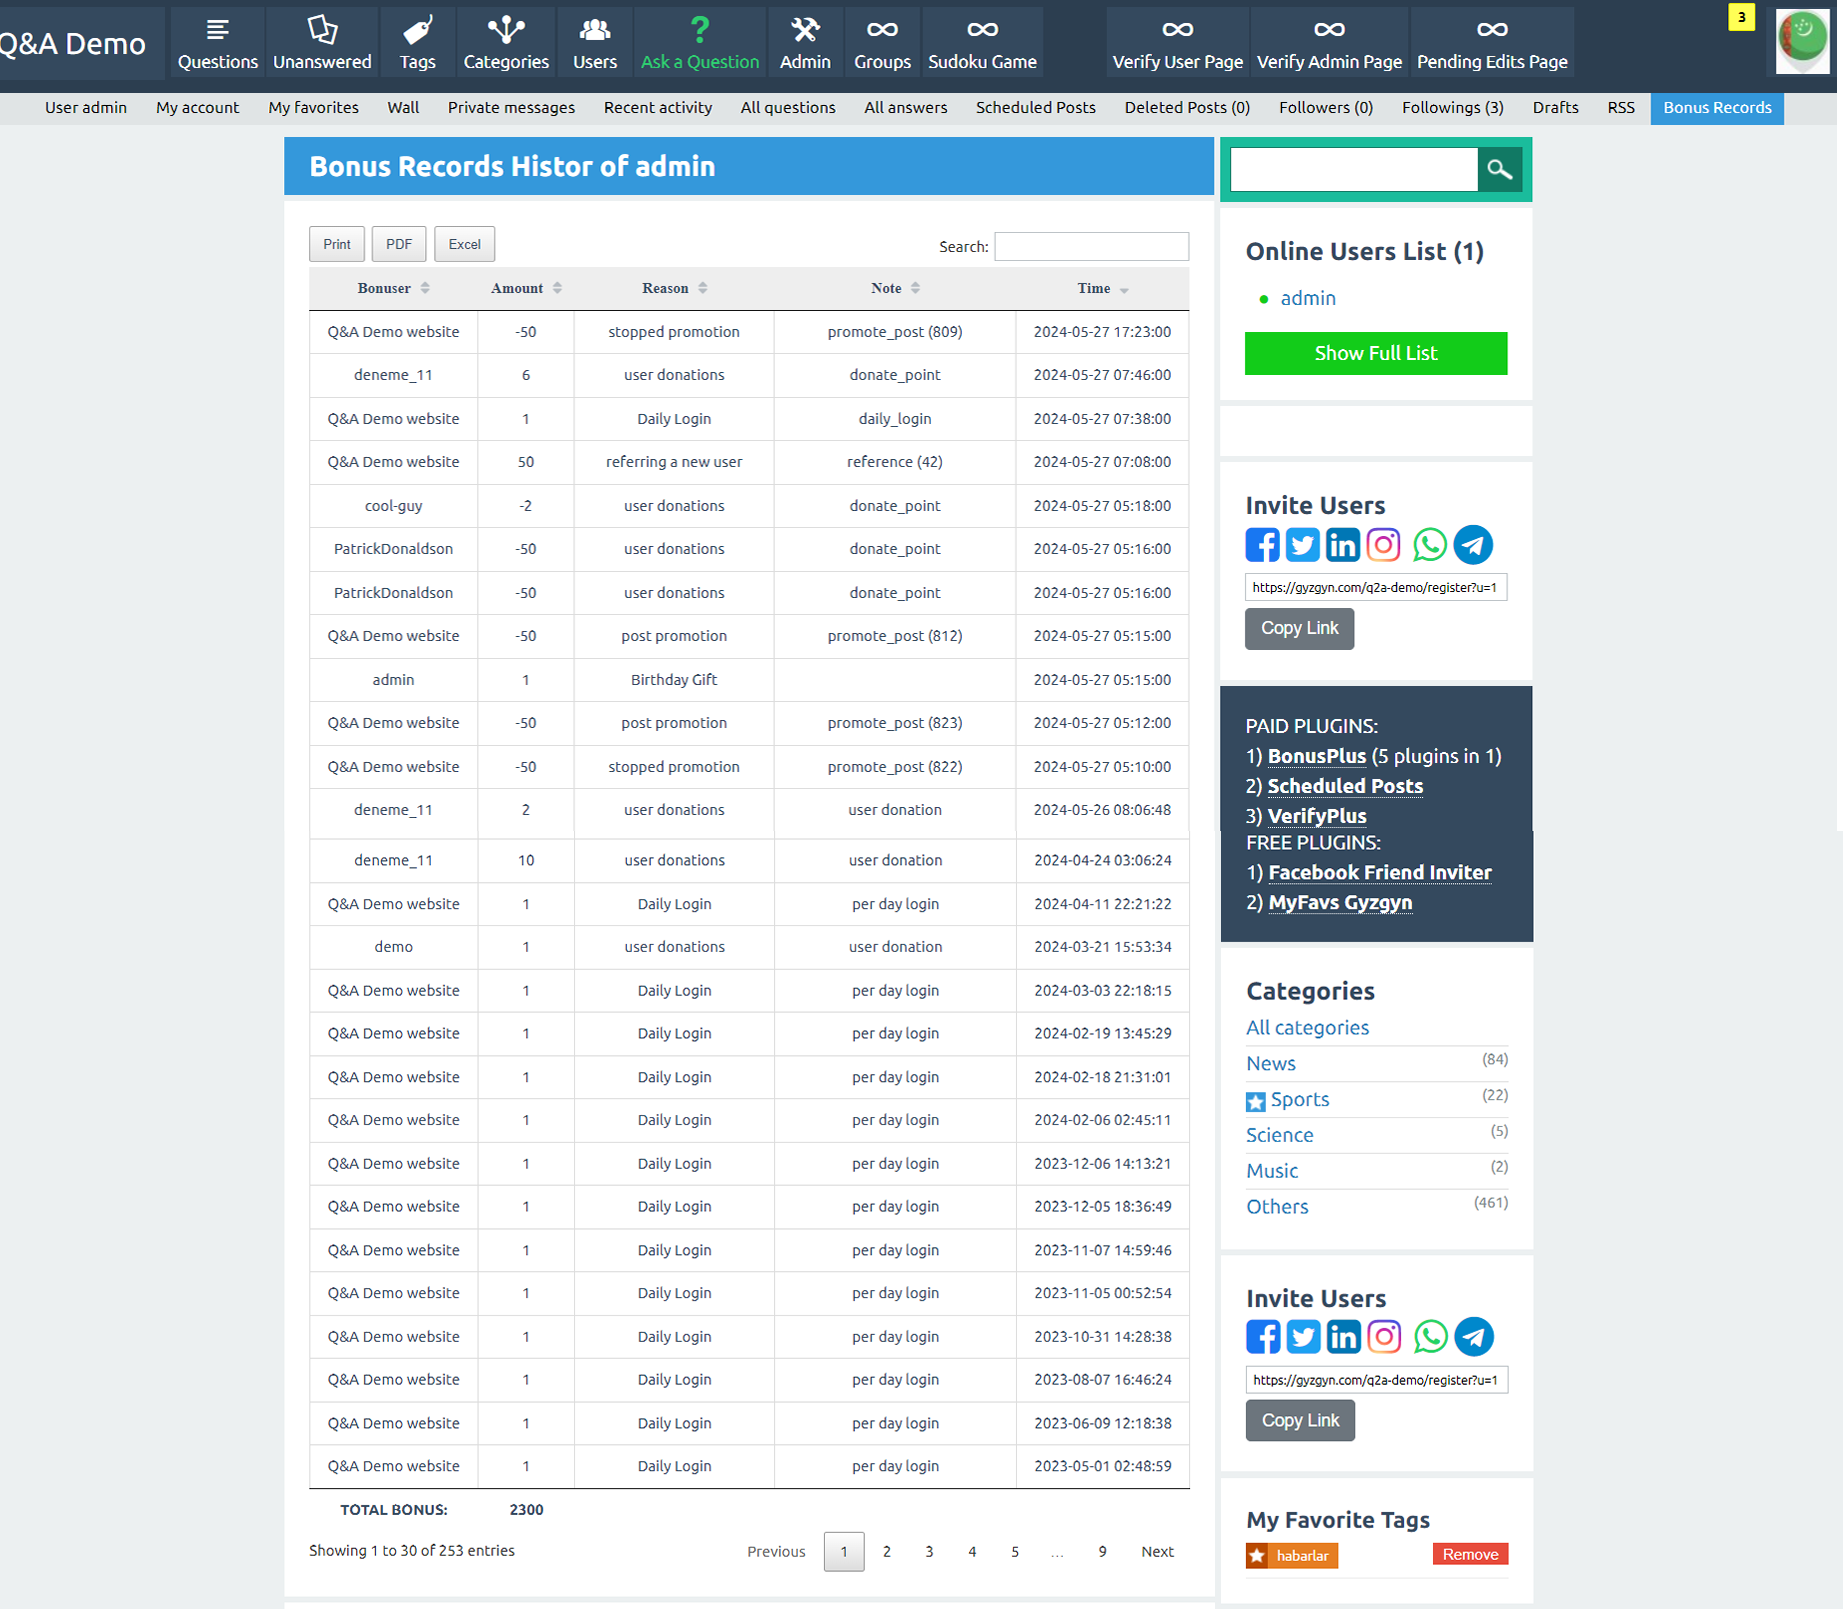 Q&A Demo
Questions
Unanswered
Tags
Categories
Users
?
Ask a Question
Admin
Groups
Sudoku Game
Verify User Page
Verify Admin Page
Pending Edits Page
3
User admin
My account
My favorites
Wall
Private messages
Recent activity
All questions
All answers
Scheduled Posts
Deleted Posts (0)
Followers (0)
Followings (3)
Drafts
RSS
Bonus Records
Bonus Records Histor of admin
Print PDF Excel
Search:
Bonuser Amount Reason Note Time
Q&A Demo website -50 stopped promotion promote_post (809) 2024-05-27 17:23:00
deneme_11 6 user donations donate_point 2024-05-27 07:46:00
Q&A Demo website 1 Daily Login daily_login 2024-05-27 07:38:00
Q&A Demo website 50 referring a new user reference (42) 2024-05-27 07:08:00
cool-guy -2 user donations donate_point 2024-05-27 05:18:00
PatrickDonaldson -50 user donations donate_point 2024-05-27 05:16:00
PatrickDonaldson -50 user donations donate_point 2024-05-27 05:16:00
Q&A Demo website -50 post promotion promote_post (812) 2024-05-27 05:15:00
admin 1 Birthday Gift 2024-05-27 05:15:00
Q&A Demo website -50 post promotion promote_post (823) 2024-05-27 05:12:00
Q&A Demo website -50 stopped promotion promote_post (822) 2024-05-27 05:10:00
deneme_11 2 user donations user donation 2024-05-26 08:06:48
deneme_11 10 user donations user donation 2024-04-24 03:06:24
Q&A Demo website 1 Daily Login per day login 2024-04-11 22:21:22
demo 1 user donations user donation 2024-03-21 15:53:34
Q&A Demo website 1 Daily Login per day login 2024-03-03 22:18:15
Q&A Demo website 1 Daily Login per day login 2024-02-19 13:45:29
Q&A Demo website 1 Daily Login per day login 2024-02-18 21:31:01
Q&A Demo website 1 Daily Login per day login 2024-02-06 02:45:11
Q&A Demo website 1 Daily Login per day login 2023-12-06 14:13:21
Q&A Demo website 1 Daily Login per day login 2023-12-05 18:36:49
Q&A Demo website 1 Daily Login per day login 2023-11-07 14:59:46
Q&A Demo website 1 Daily Login per day login 2023-11-05 00:52:54
Q&A Demo website 1 Daily Login per day login 2023-10-31 14:28:38
Q&A Demo website 1 Daily Login per day login 2023-08-07 16:46:24
Q&A Demo website 1 Daily Login per day login 2023-06-09 12:18:38
Q&A Demo website 1 Daily Login per day login 2023-05-01 02:48:59
TOTAL BONUS: 2300
Showing 1 to 30 of 253 entries
Previous 1 2 3 4 5 ... 9 Next
Online Users List (1)
admin
Show Full List
Invite Users
https://gyzgyn.com/q2a-demo/register?u=1
Copy Link
PAID PLUGINS:
1) BonusPlus (5 plugins in 1)
2) Scheduled Posts
3) VerifyPlus
FREE PLUGINS:
1) Facebook Friend Inviter
2) MyFavs Gyzgyn
Categories
All categories
News (84)
Sports (22)
Science (5)
Music (2)
Others (461)
Invite Users
https://gyzgyn.com/q2a-demo/register?u=1
Copy Link
My Favorite Tags
habarlar Remove